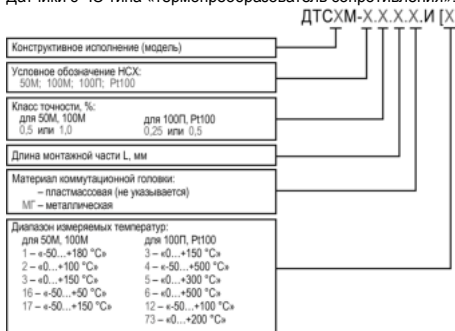 термопреобразователь сопротивления»
ДТСXМ-X.X.X.X.И [X
Конструктивное исполнение (модель)
Условное обозначение НСХ:
50М; 100М; 100П; Pt100
Класс точности, %:
для 50М, 100М для 100П, Pt100
0,5 или 1,0 0,25 или 0,5
Длина монтажной части L, мм
Материал коммутационной головки:
– пластмассовая (не указывается)
МГ – металлическая
Диапазон измеряемых температур:
для 50М, 100М для 100П, Pt100
1 – «-50...+180 °С» 3 – «0...+150 °С»
2 – «0...+100 °С» 4 – «-50...+500 °С»
3 – «0...+150 °С» 5 – «0...+300 °С»
16 – «-50...+50 °С» 6 – «0...+500 °С»
17 – «-50...+150 °С» 12 – «-50...+100 °С»
73 – «0...+200 °С»